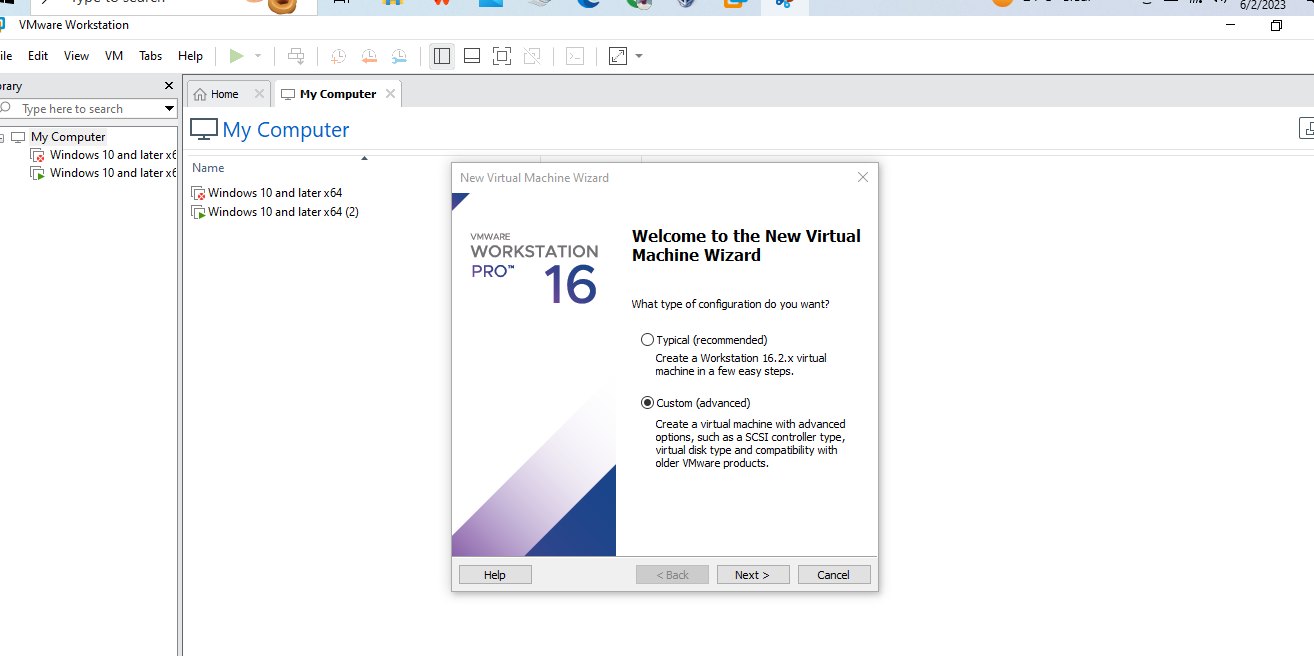 Type to search
6/2/2023
VMware Workstation
ile Edit View VM Tabs Help
rary
Type here to search
My Computer
Windows 10 and later x6
Windows 10 and later x6
Home
My Computer
My Computer
Name
Windows 10 and later x64
Windows 10 and later x64 (2)
New Virtual Machine Wizard
VMWARE
WORKSTATION
PRO™ 16
Welcome to the New Virtual
Machine Wizard
What type of configuration do you want?
Typical (recommended)
Create a Workstation 16.2.x virtual
machine in a few easy steps.
Custom (advanced)
Create a virtual machine with advanced
options, such as a SCSI controller type,
virtual disk type and compatibility with
older VMware products.
Help < Back Next > Cancel